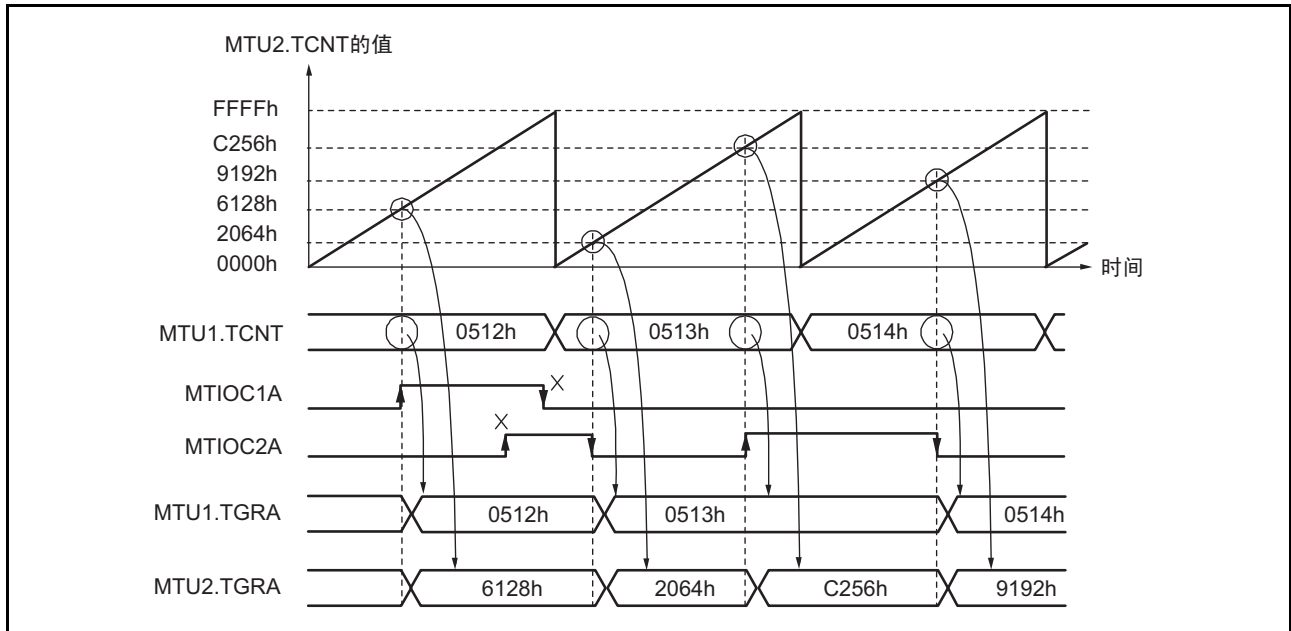 MTU2.TCNT的值
FFFFh
C256h
9192h
6128h
2064h
0000h
时间
MTU1.TCNT 0512h 0513h 0514h
MTIOC1A X
MTIOC2A X
MTU1.TGRA 0512h 0513h 0514h
MTU2.TGRA 6128h 2064h C256h 9192h